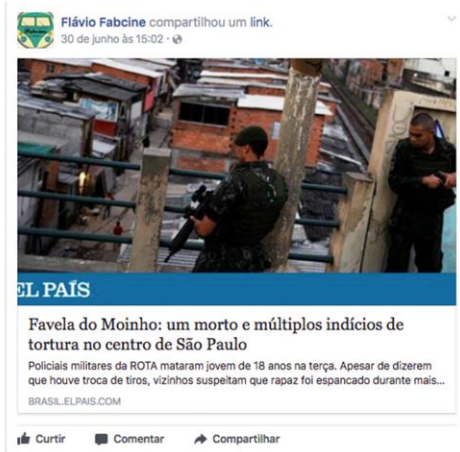 Flávio Fabcine compartilhou um link.
30 de junho às 15:02 ·
EL PAÍS
Favela do Moinho: um morto e múltiplos indícios de
tortura no centro de São Paulo
Policiais militares da ROTA mataram jovem de 18 anos na terça. Apesar de dizerem
que houve troca de tiros, vizinhos suspeitam que rapaz foi espancado durante mais...
BRASIL.ELPAIS.COM
Curtir Comentar Compartilhar